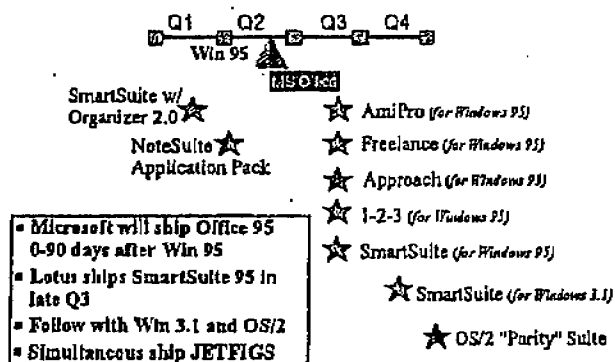 Q1 Q2 Q3 Q4
Win 95
SmartSuite w/
Organizer 2.0
NoteSuite
Application Pack
AmiPro (for Windows 95)
Freelance (for Windows 95)
Approach (for Windows 95)
1-2-3 (for Windows 95)
SmartSuite (for Windows 95)
SmartSuite (for Windows 3.1)
OS/2 "Parity" Suite
▪ Microsoft will ship Office 95
0-90 days after Win 95
▪ Lotus ships SmartSuite 95 in
late Q3
▪ Follow with Win 3.1 and OS/2
▪ Simultaneous ship JETFIGS